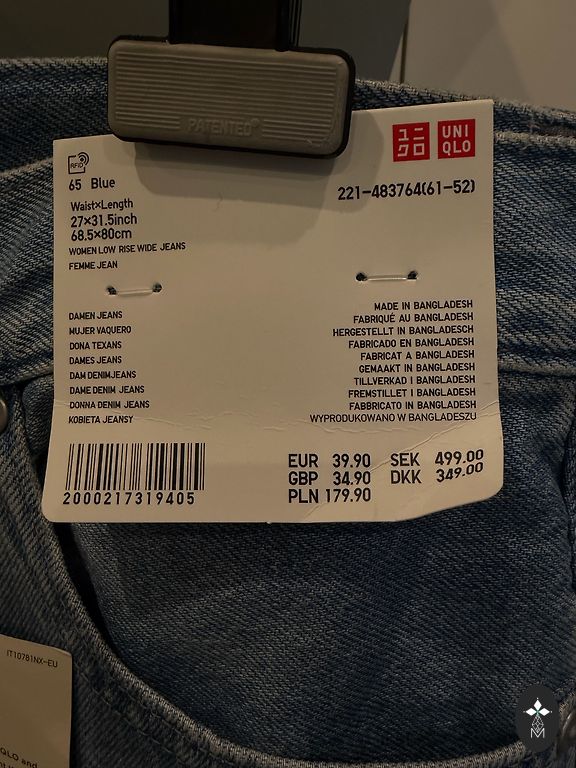 PATENTED
RFID
ユニクロ
UNIQLO
65 Blue
221-483764(61-52)
Waist×Length
27×31.5inch
68.5×80cm
WOMEN LOW RISE WIDE JEANS
FEMME JEAN
DAMEN JEANS
MUJER VAQUERO
DONA TEXANS
DAMES JEANS
DAM DENIMJEANS
DAME DENIM JEANS
DONNA DENIM JEANS
KOBIETA JEANSY
MADE IN BANGLADESH
FABRIQUÉ AU BANGLADESH
HERGESTELLT IN BANGLADESCH
FABRICADO EN BANGLADESH
FABRICAT A BANGLADESH
GEMAAKT IN BANGLADESH
TILLVERKAD I BANGLADESH
FREMSTILLET I BANGLADESH
FABBRICATO IN BANGLADESH
WYPRODUKOWANO W BANGLADESZU
2000217319405
EUR 39.90 SEK 499.00
GBP 34.90 DKK 349.00
PLN 179.90
IT10781NX-EU
QLO and
M